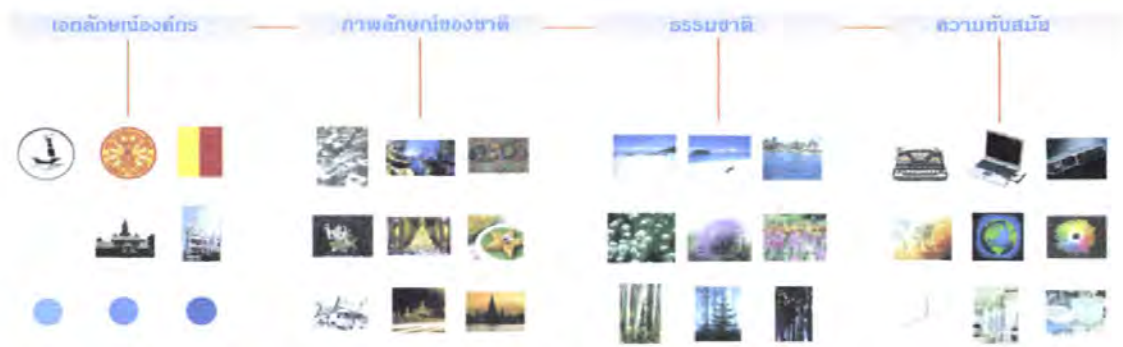 เอกลักษณ์องค์กร
ภาพลักษณ์ของชาติ
ธรรมชาติ
ความทันสมัย